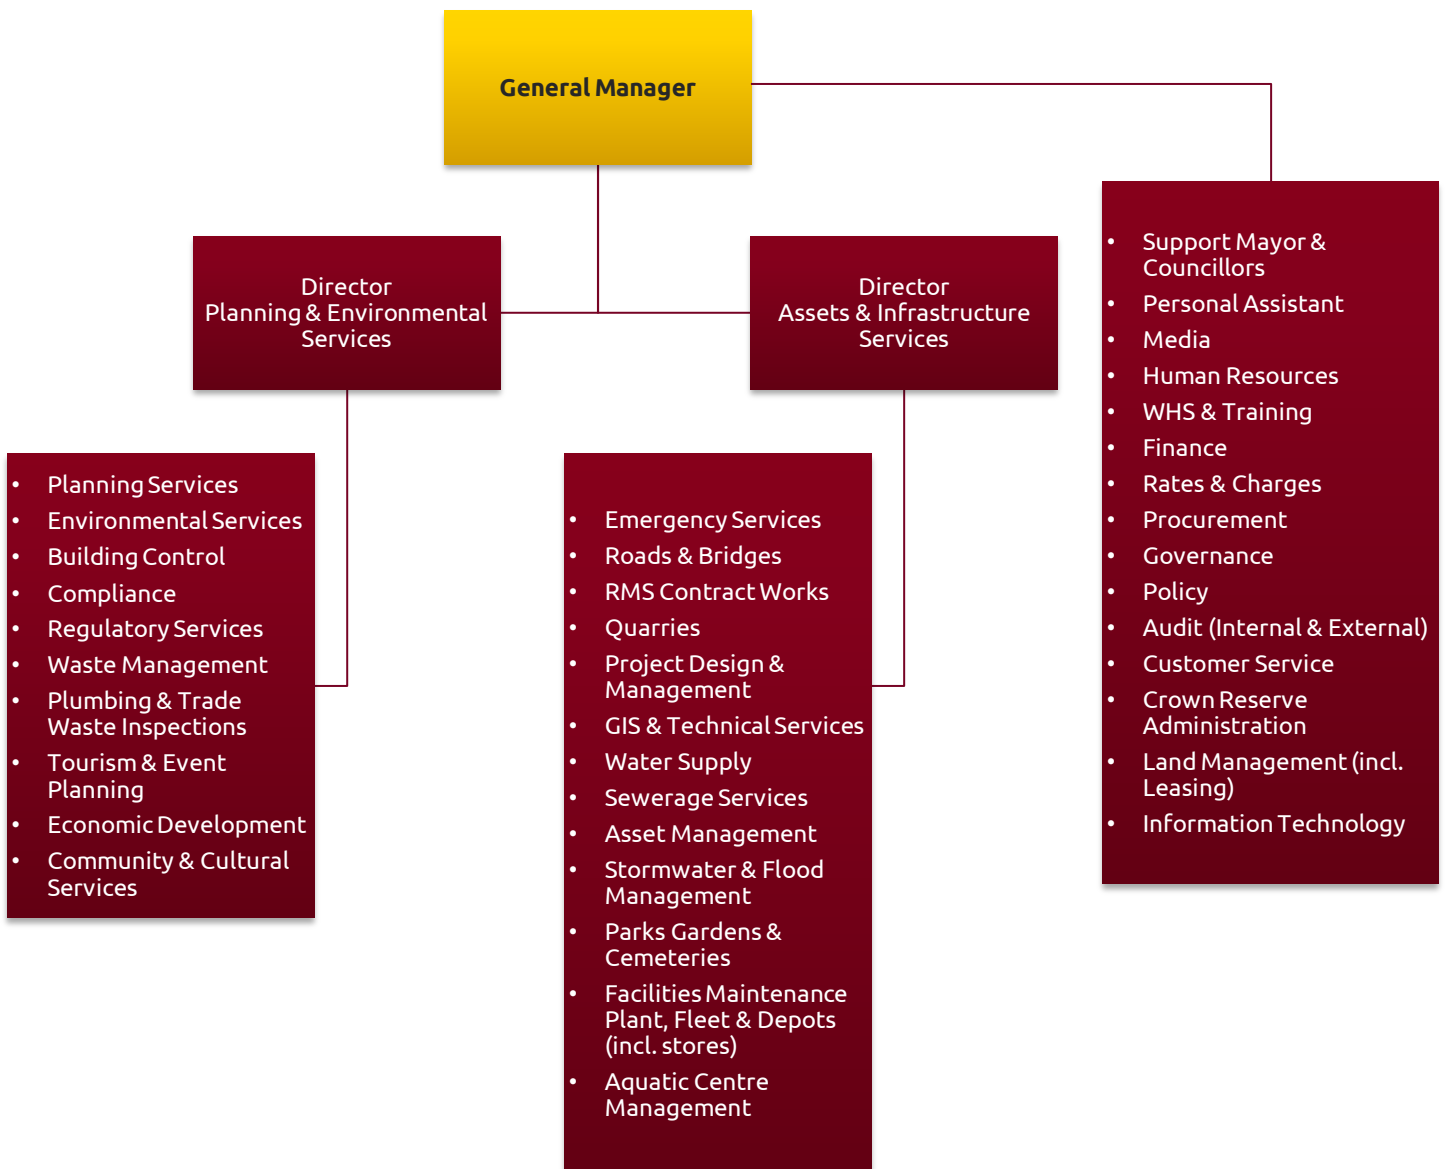 General Manager
Director
Planning & Environmental
Services
Director
Assets & Infrastructure
Services
• Planning Services
• Environmental Services
• Building Control
• Compliance
• Regulatory Services
• Waste Management
• Plumbing & Trade
Waste Inspections
• Tourism & Event
Planning
• Economic Development
• Community & Cultural
Services
• Emergency Services
• Roads & Bridges
• RMS Contract Works
• Quarries
• Project Design &
Management
• GIS & Technical Services
• Water Supply
• Sewerage Services
• Asset Management
• Stormwater & Flood
Management
• Parks Gardens &
Cemeteries
• Facilities Maintenance
Plant, Fleet & Depots
(incl. stores)
• Aquatic Centre
Management
• Support Mayor &
Councillors
• Personal Assistant
• Media
• Human Resources
• WHS & Training
• Finance
• Rates & Charges
• Procurement
• Governance
• Policy
• Audit (Internal & External)
• Customer Service
• Crown Reserve
Administration
• Land Management (incl.
Leasing)
• Information Technology